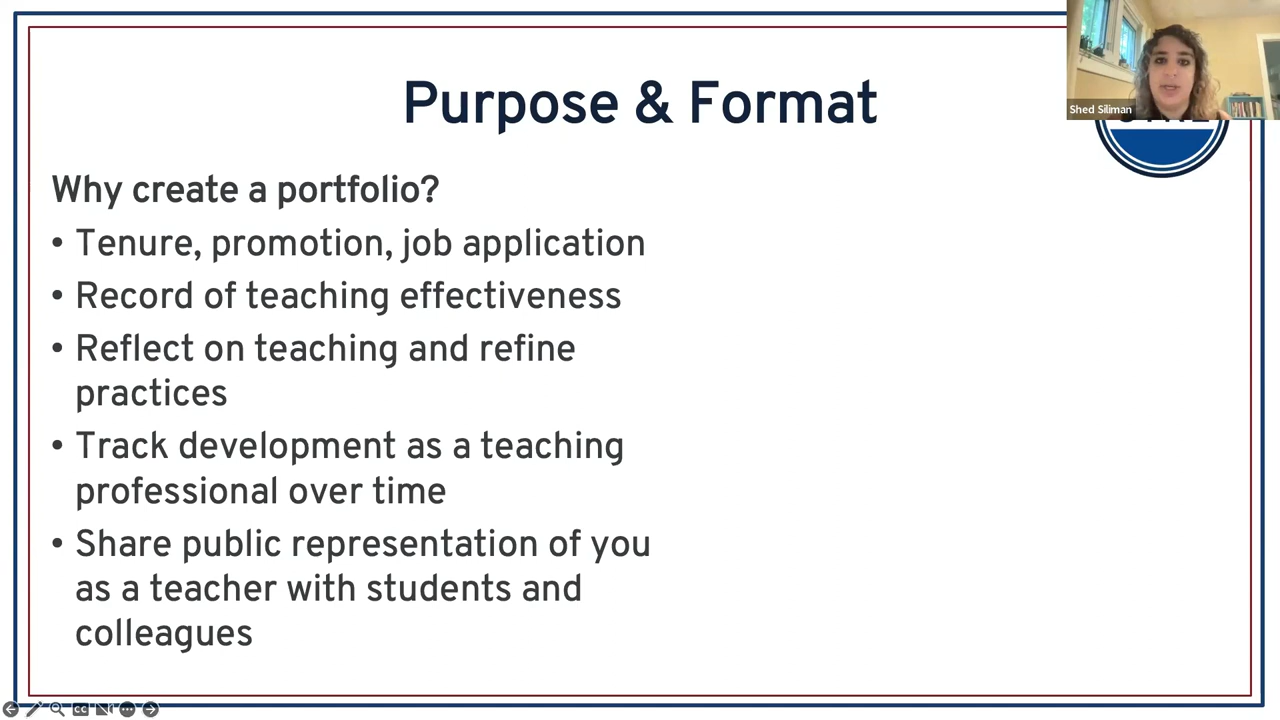 Purpose & Format
Shed Siliman
Why create a portfolio?
• Tenure, promotion, job application
• Record of teaching effectiveness
• Reflect on teaching and refine
practices
• Track development as a teaching
professional over time
• Share public representation of you
as a teacher with students and
colleagues
CC